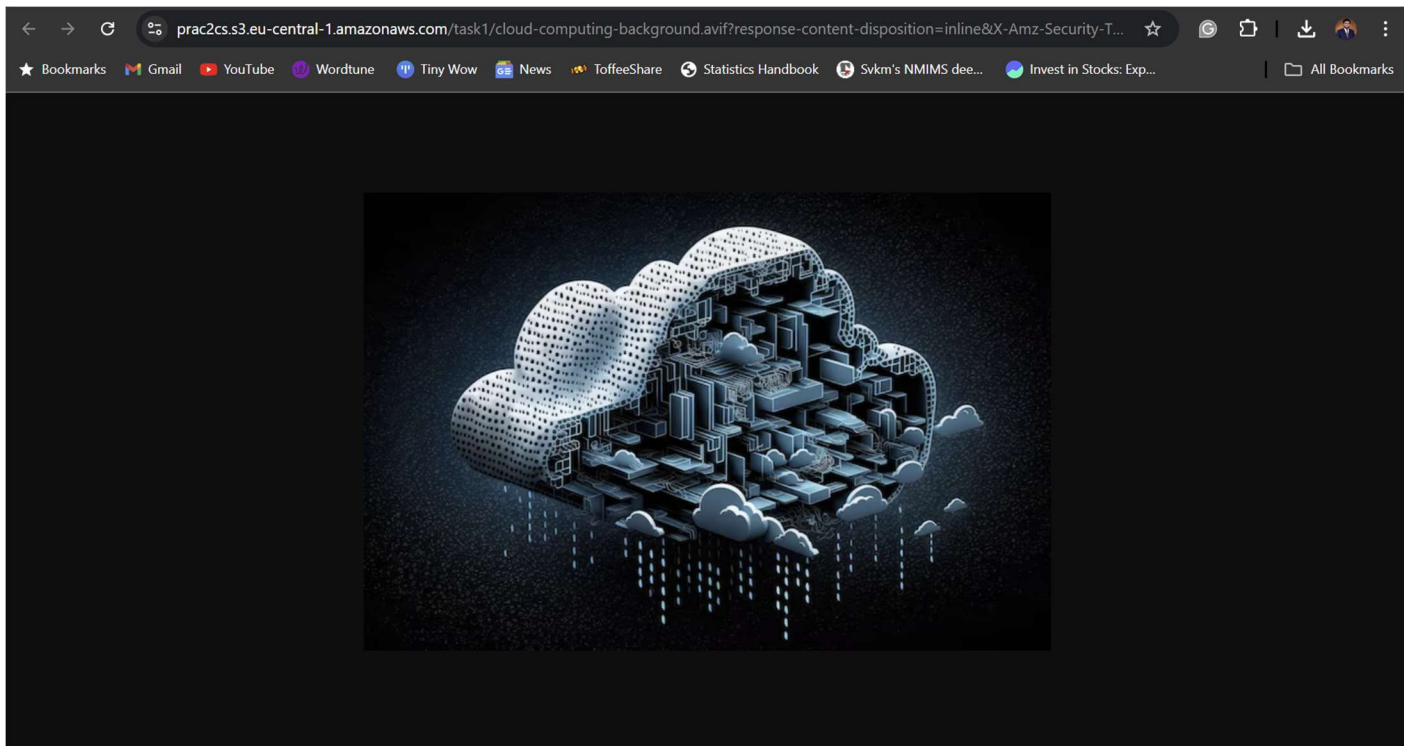 prac2cs.s3.eu-central-1.amazonaws.com/task1/cloud-computing-background.avif?response-content-disposition=inline&X-Amz-Security-T...
Bookmarks Gmail YouTube Wordtune Tiny Wow News ToffeeShare Statistics Handbook Svkm's NMIMS dee... Invest in Stocks: Exp... All Bookmarks